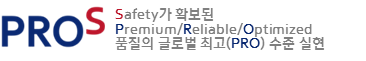 PROS
Safety가 확보된
Premium/Reliable/Optimized
품질의 글로벌 최고(PRO) 수준 실현